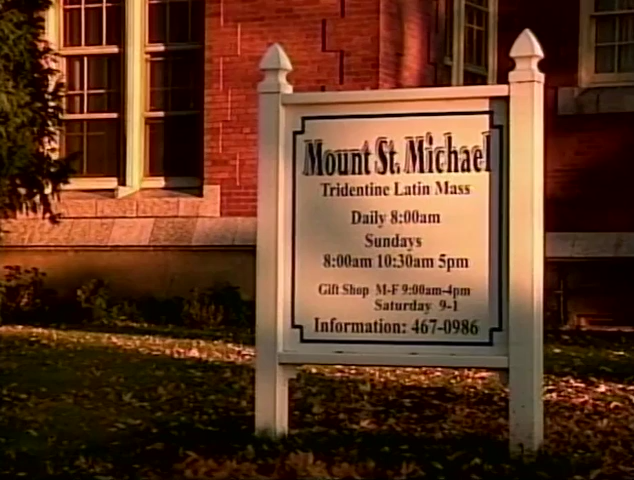 Mount St. Michael
Tridentine Latin Mass
Daily 8:00am
Sundays
8:00am 10:30am 5pm
Gift Shop M-F 9:00am-4pm
Saturday 9-1
Information: 467-0986